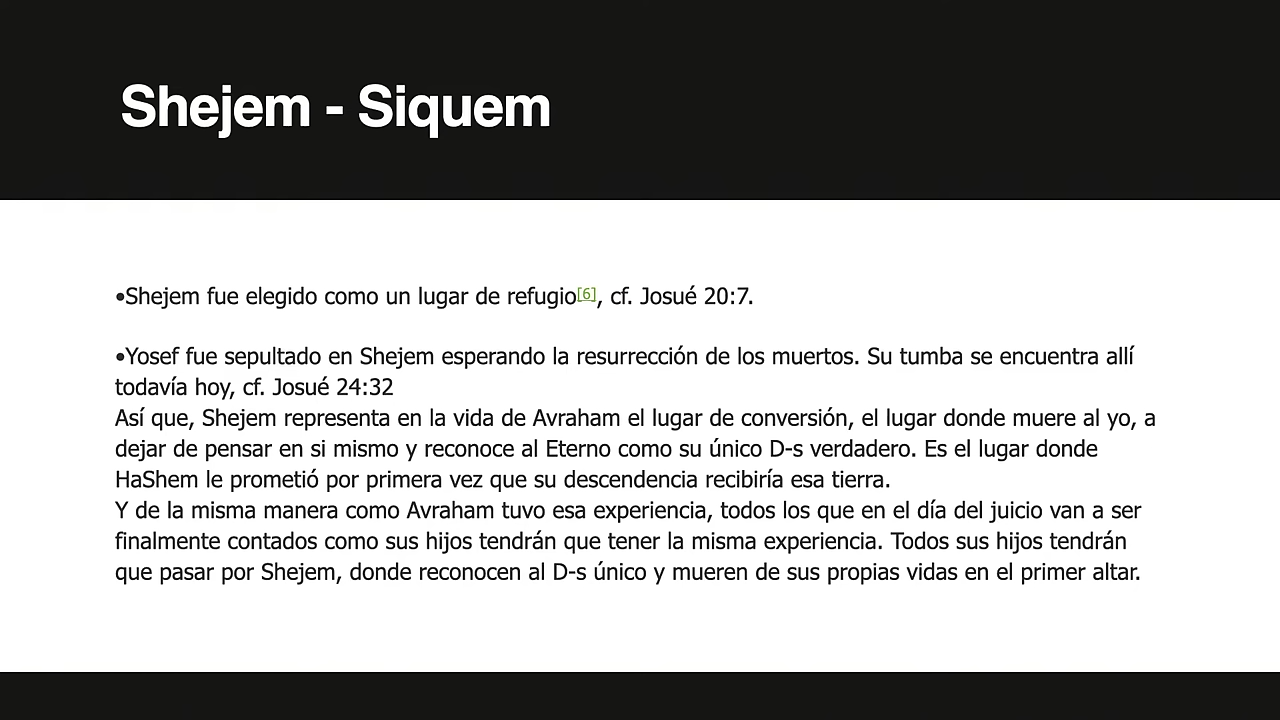 Shejem - Siquem
•Shejem fue elegido como un lugar de refugio[6], cf. Josué 20:7.
•Yosef fue sepultado en Shejem esperando la resurrección de los muertos. Su tumba se encuentra allí
todavía hoy, cf. Josué 24:32
Así que, Shejem representa en la vida de Avraham el lugar de conversión, el lugar donde muere al yo, a
dejar de pensar en si mismo y reconoce al Eterno como su único D-s verdadero. Es el lugar donde
HaShem le prometió por primera vez que su descendencia recibiría esa tierra.
Y de la misma manera como Avraham tuvo esa experiencia, todos los que en el día del juicio van a ser
finalmente contados como sus hijos tendrán que tener la misma experiencia. Todos sus hijos tendrán
que pasar por Shejem, donde reconocen al D-s único y mueren de sus propias vidas en el primer altar.